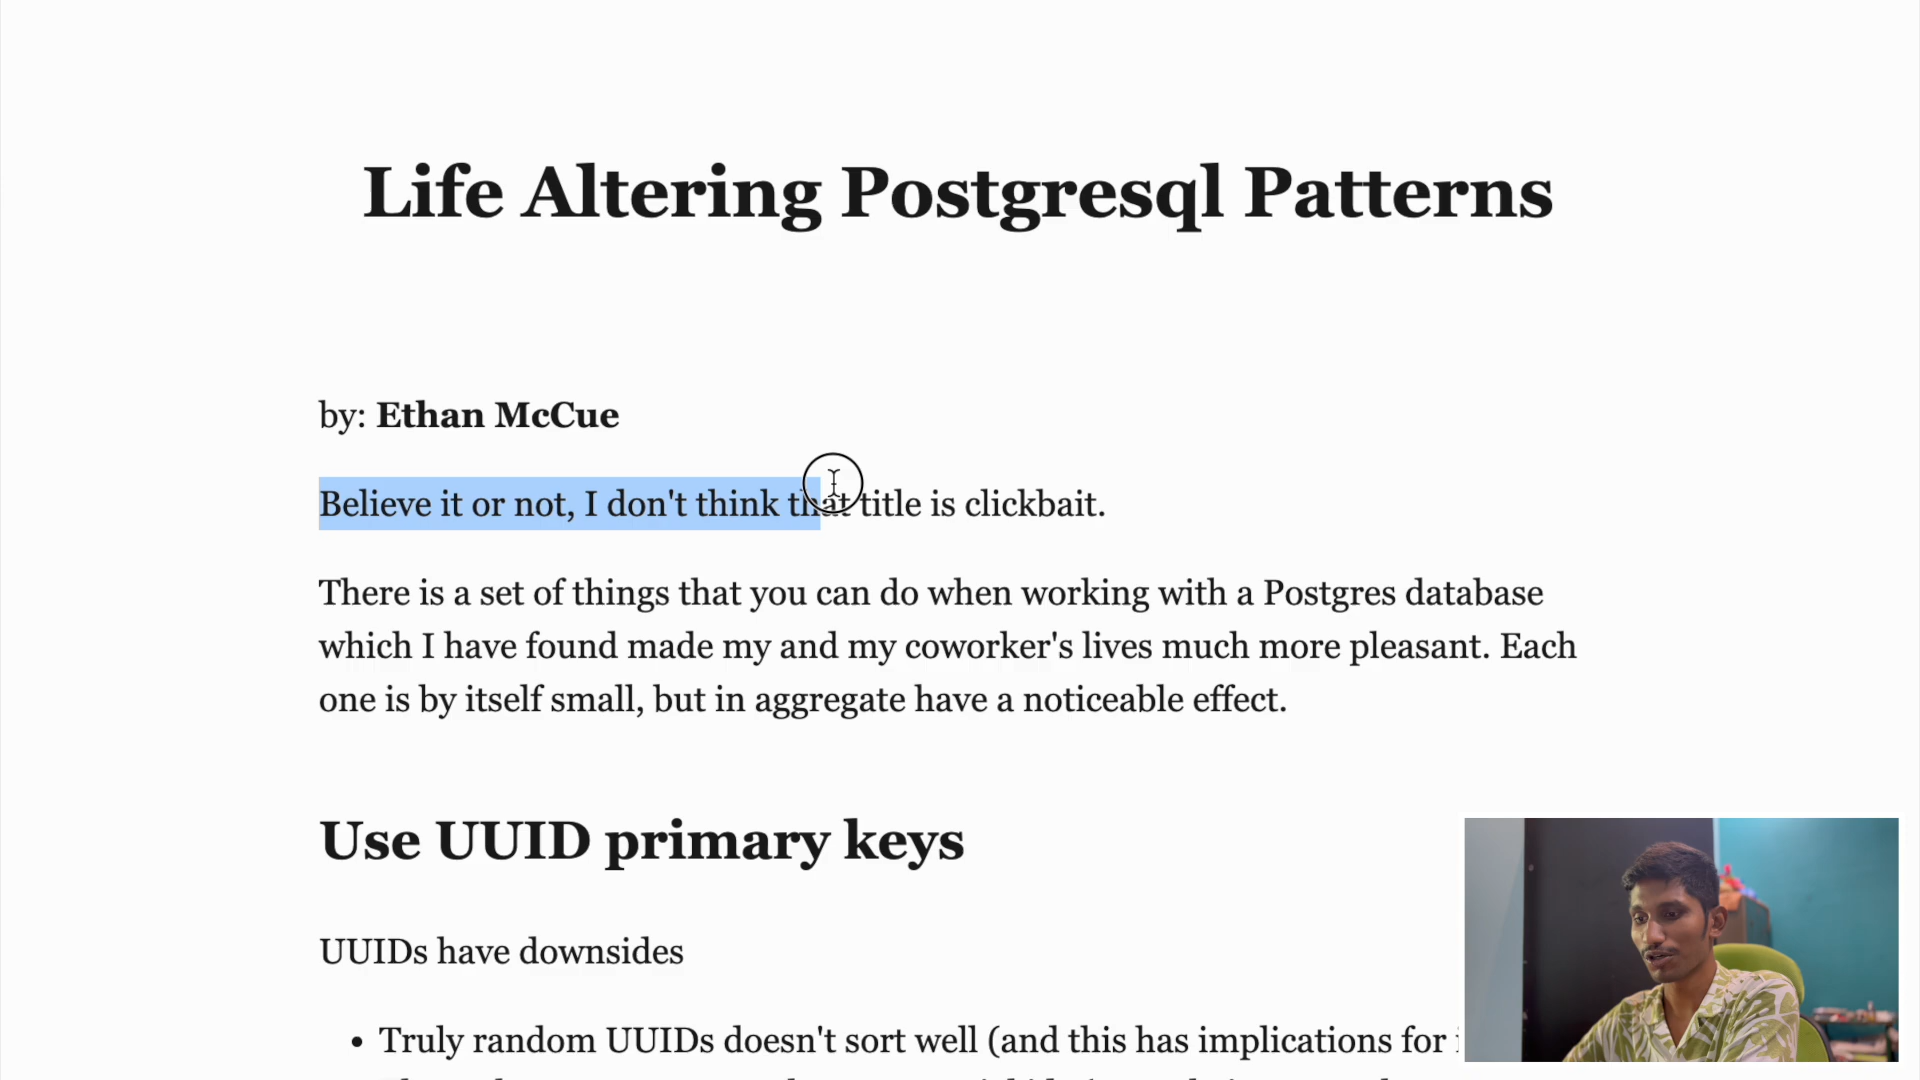 Life Altering Postgresql Patterns
by: Ethan McCue
Believe it or not, I don't think that title is clickbait.
There is a set of things that you can do when working with a Postgres database
which I have found made my and my coworker's lives much more pleasant. Each
one is by itself small, but in aggregate have a noticeable effect.
Use UUID primary keys
UUIDs have downsides
• Truly random UUIDs doesn't sort well (and this has implications for